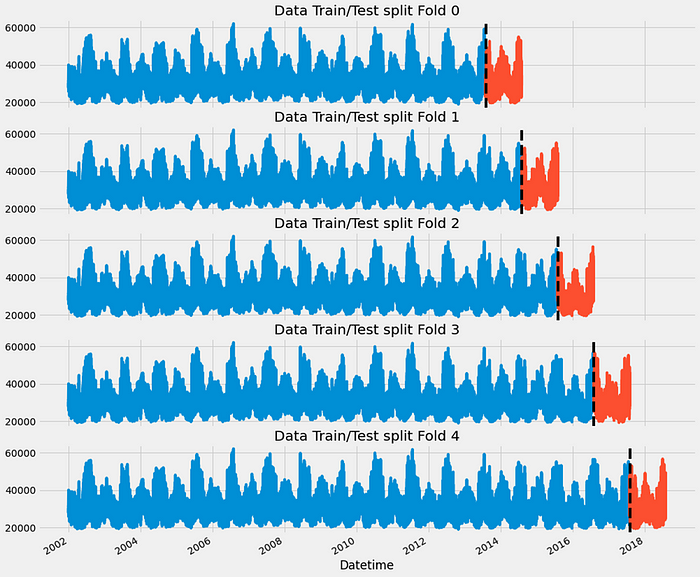 Data Train/Test split Fold 0
60000
40000
20000
Data Train/Test split Fold 1
60000
40000
20000
Data Train/Test split Fold 2
60000
40000
20000
Data Train/Test split Fold 3
60000
40000
20000
Data Train/Test split Fold 4
60000
40000
20000
2002 2004 2006 2008 2010 2012 2014 2016 2018
Datetime